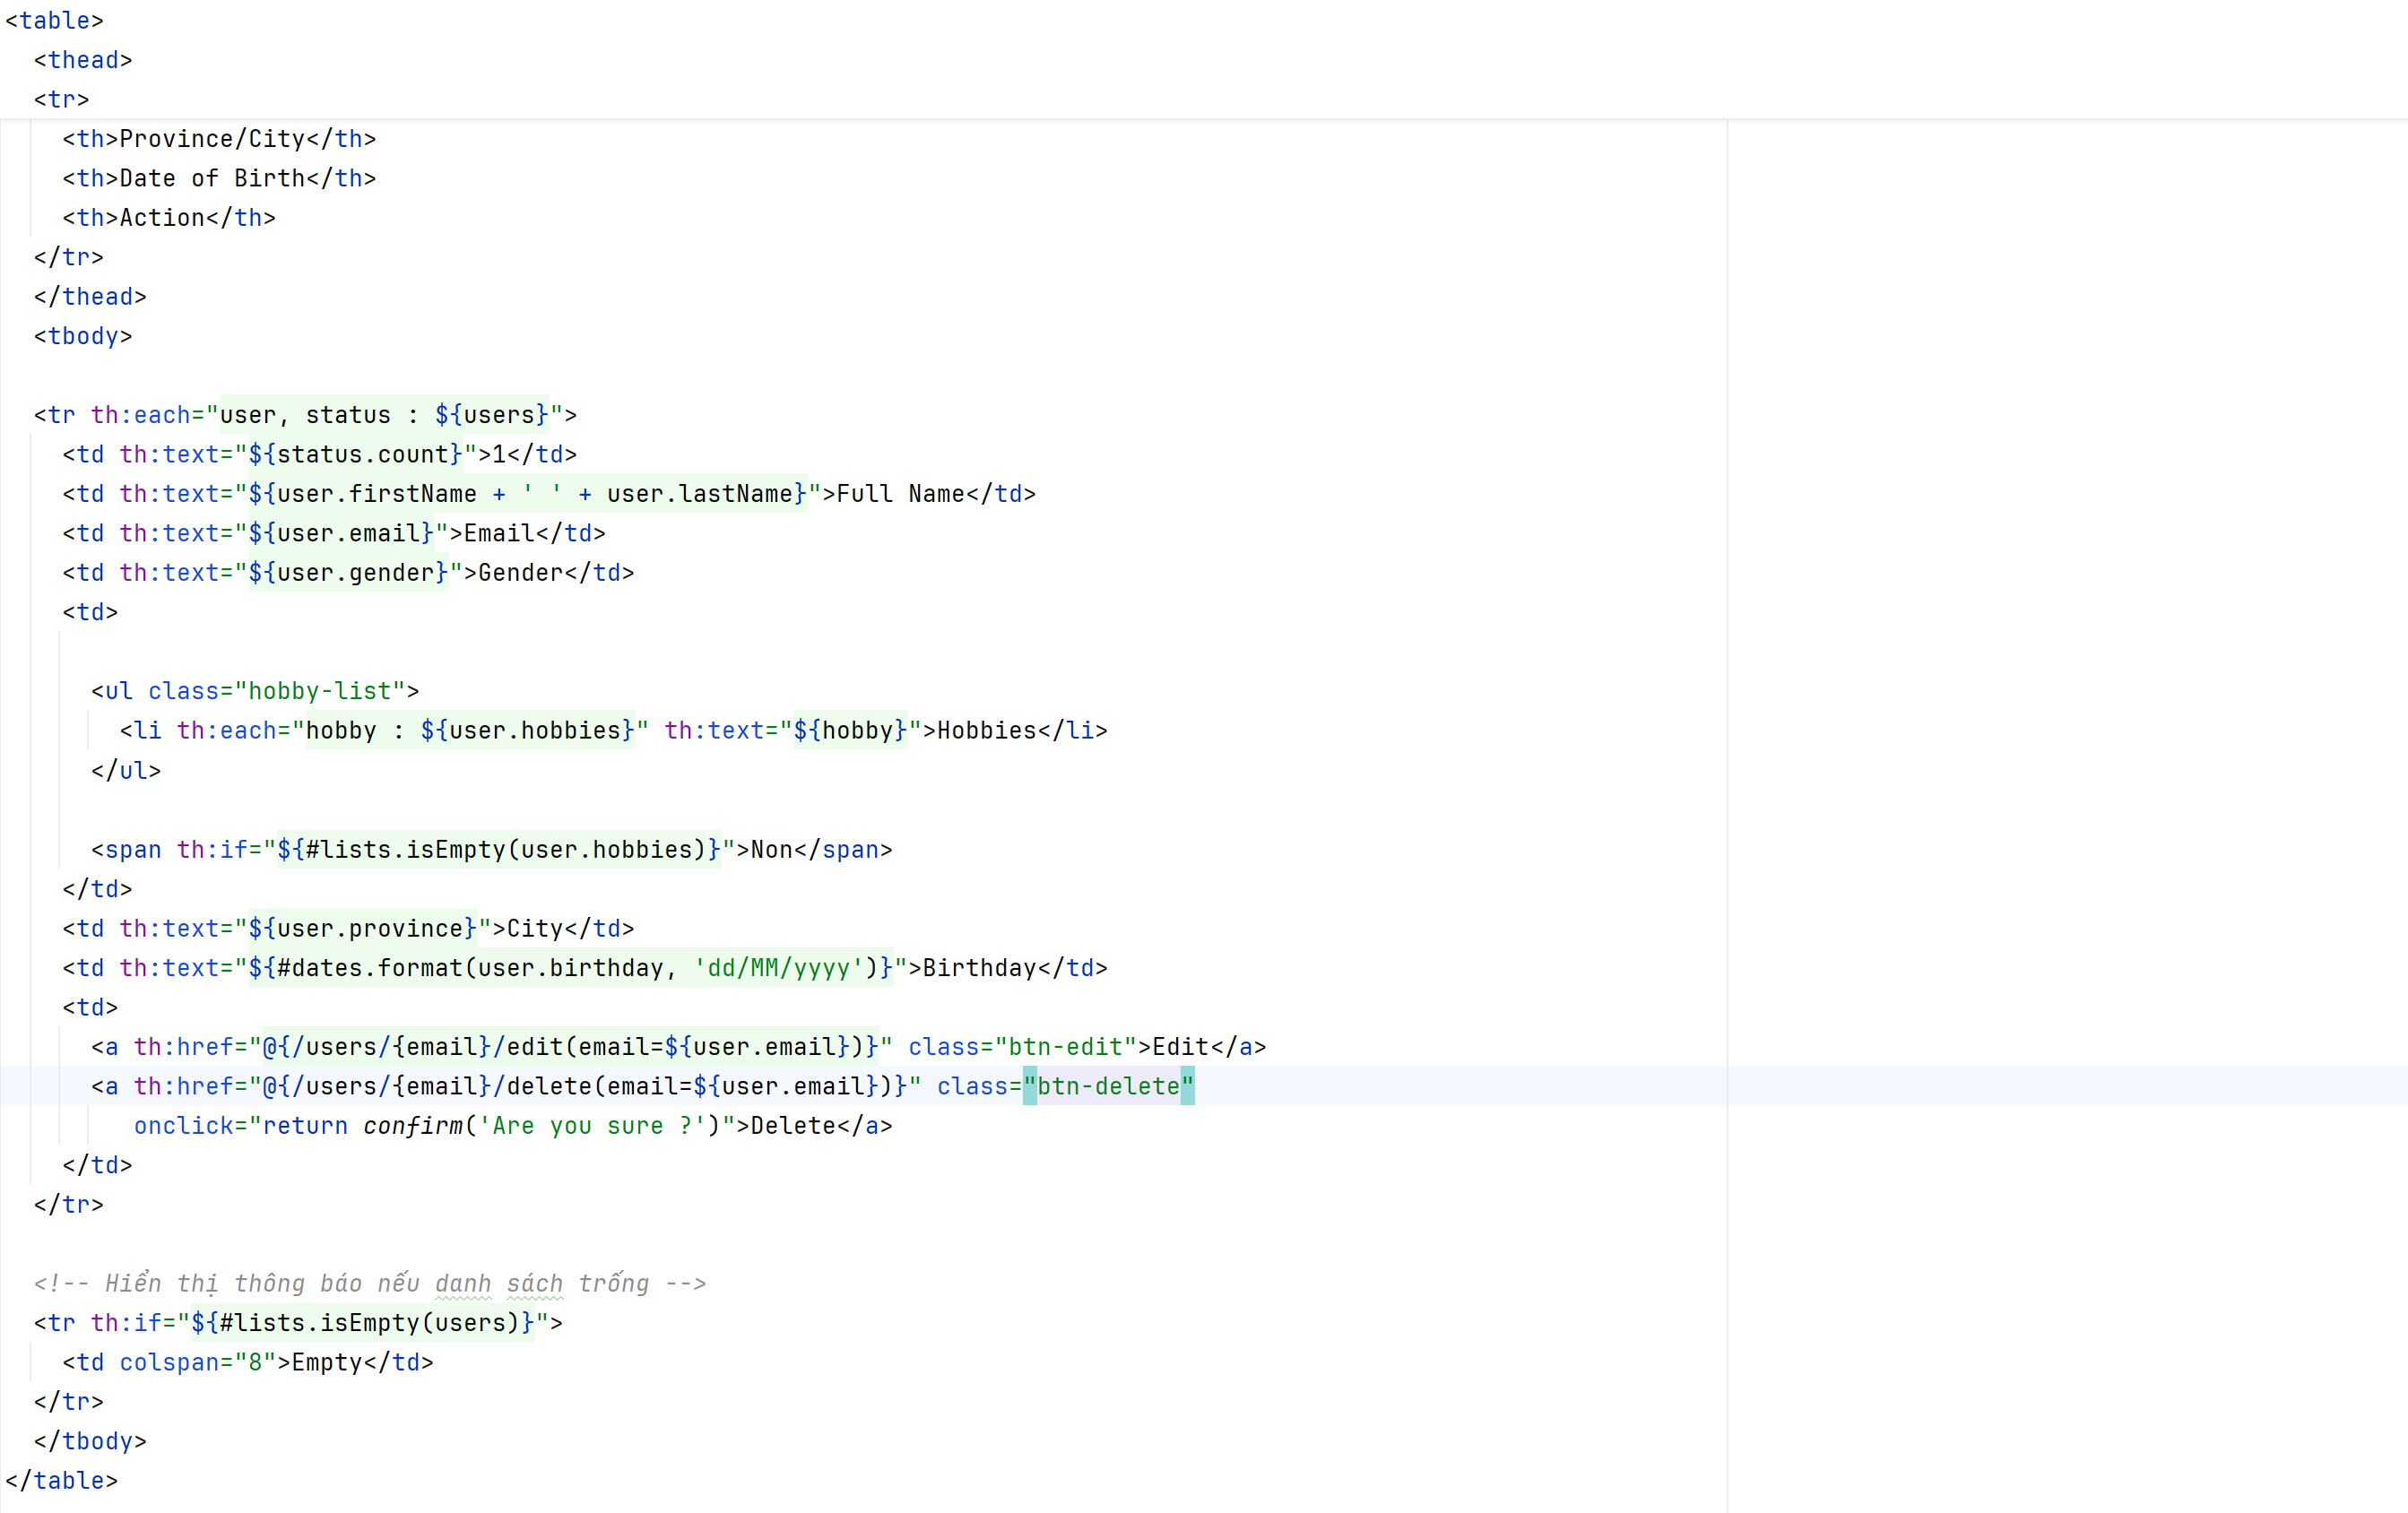 <table>
<thead>
<tr>
<th>Province/City</th>
<th>Date of Birth</th>
<th>Action</th>
</tr>
</thead>
<tbody>
<tr th:each="user, status : ${users}">
<td th:text="${status.count}">1</td>
<td th:text="${user.firstName + ' ' + user.lastName}">Full Name</td>
<td th:text="${user.email}">Email</td>
<td th:text="${user.gender}">Gender</td>
<td>
<ul class="hobby-list">
<li th:each="hobby : ${user.hobbies}" th:text="${hobby}">Hobbies</li>
</ul>
<span th:if="${#lists.isEmpty(user.hobbies)}">Non</span>
</td>
<td th:text="${user.province}">City</td>
<td th:text="${#dates.format(user.birthday, 'dd/MM/yyyy')}">Birthday</td>
<td>
<a th:href="@{/users/{email}/edit(email=${user.email})}" class="btn-edit">Edit</a>
<a th:href="@{/users/{email}/delete(email=${user.email})}" class="btn-delete"
onclick="return confirm('Are you sure ?')">Delete</a>
</td>
</tr>
<!-- Hiển thị thông báo nếu danh sách trống -->
<tr th:if="${#lists.isEmpty(users)}">
<td colspan="8">Empty</td>
</tr>
</tbody>
</table>